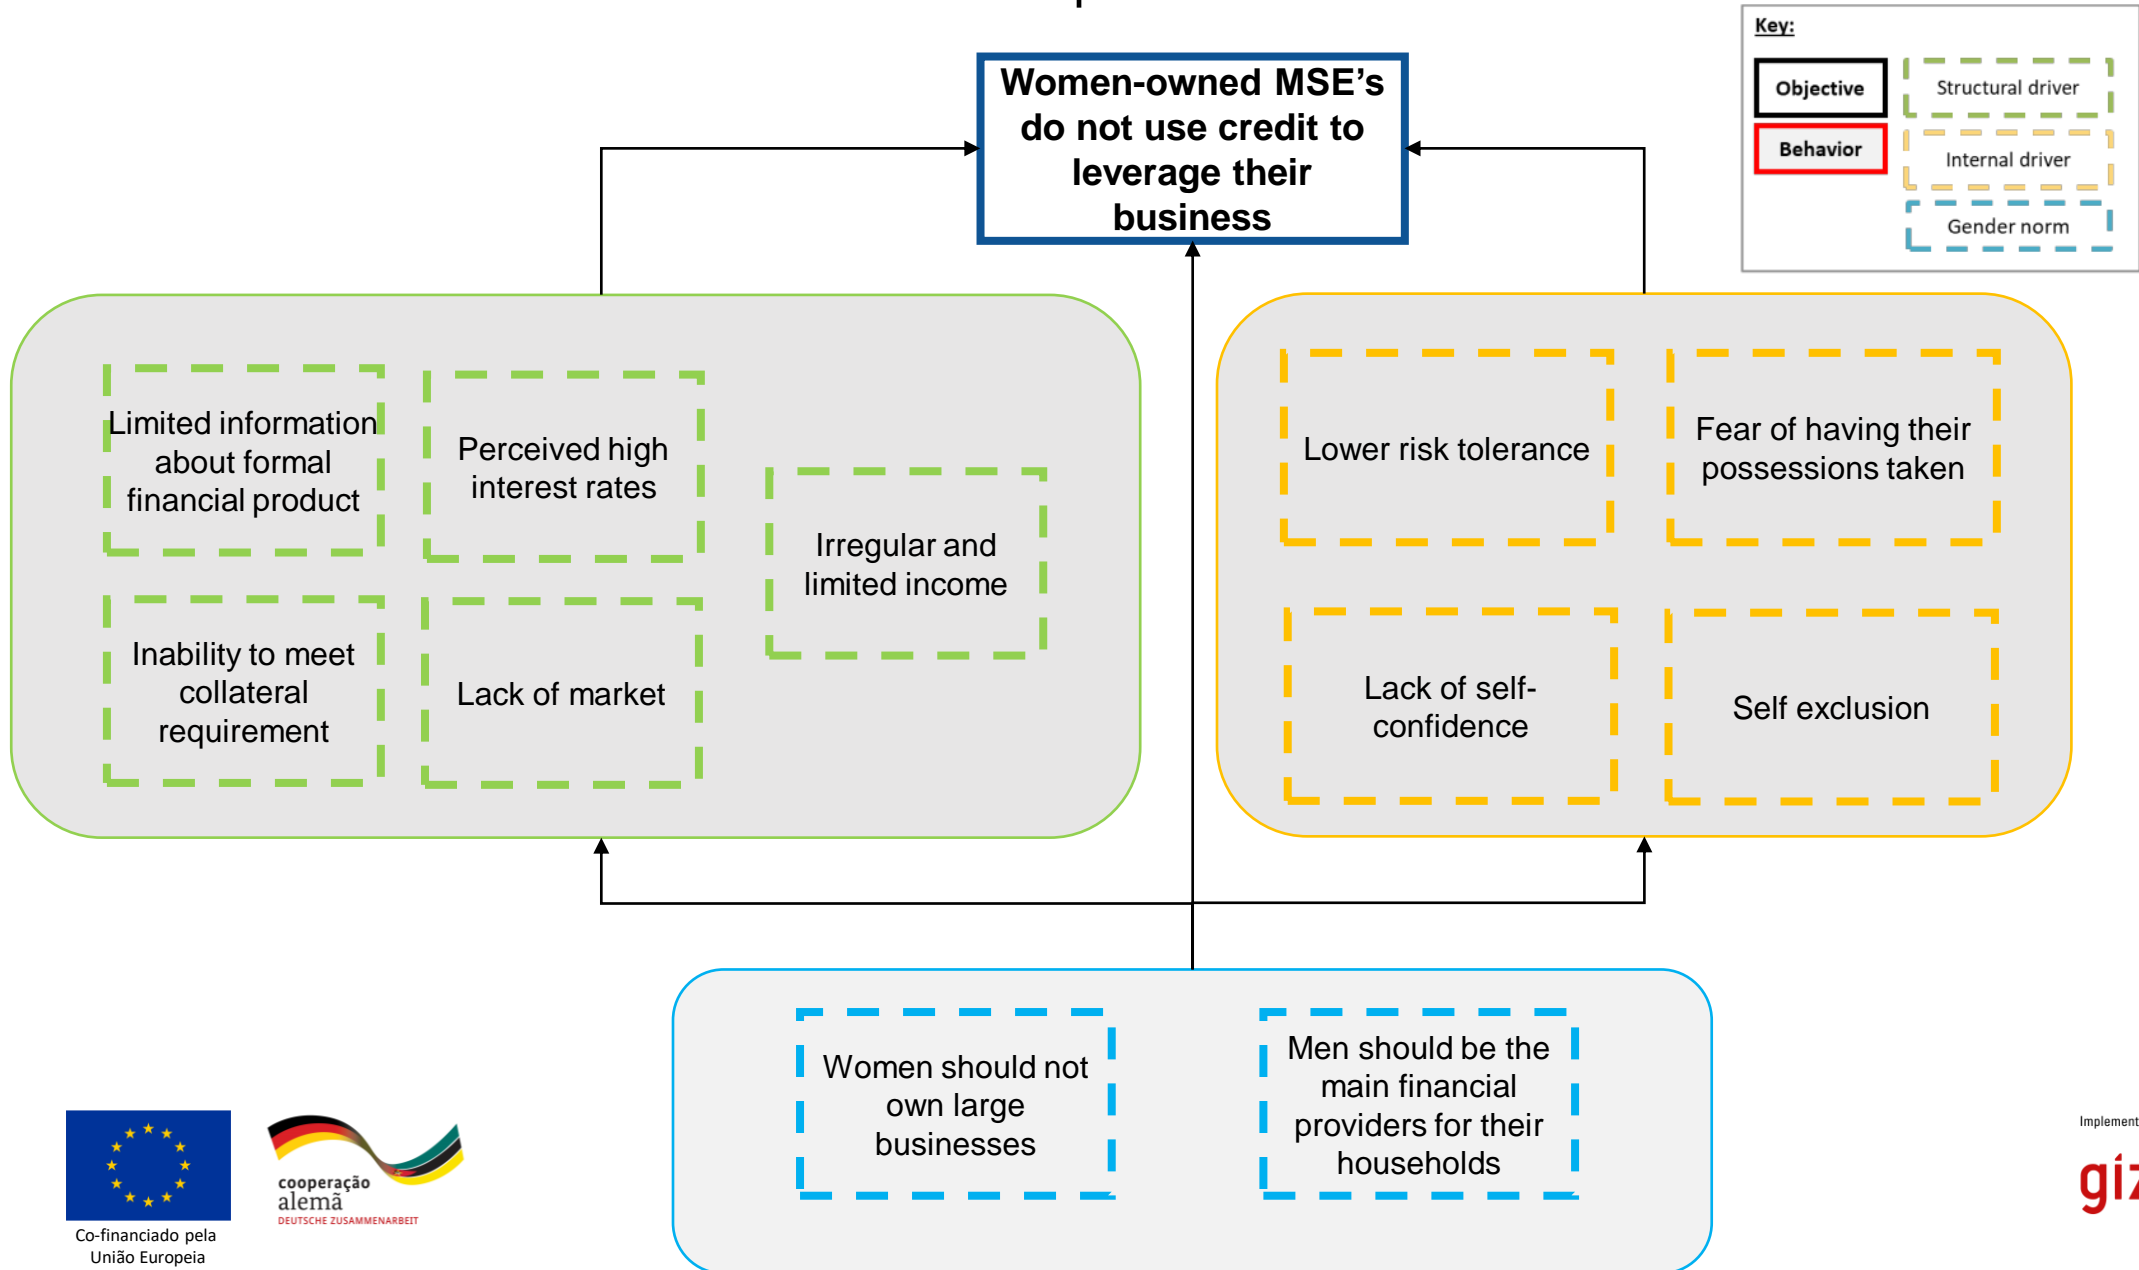 Key:
Objective
Structural driver
Behavior
Internal driver
Gender norm
Women-owned MSE’s
do not use credit to
leverage their
business
Limited information
about formal
financial product
Perceived high
interest rates
Irregular and
limited income
Inability to meet
collateral
requirement
Lack of market
Lower risk tolerance
Fear of having their
possessions taken
Lack of self-
confidence
Self exclusion
Women should not
own large
businesses
Men should be the
main financial
providers for their
households
Co-financiado pela
União Europeia
cooperação
alemã
DEUTSCHE ZUSAMMENARBEIT
Implement
giz